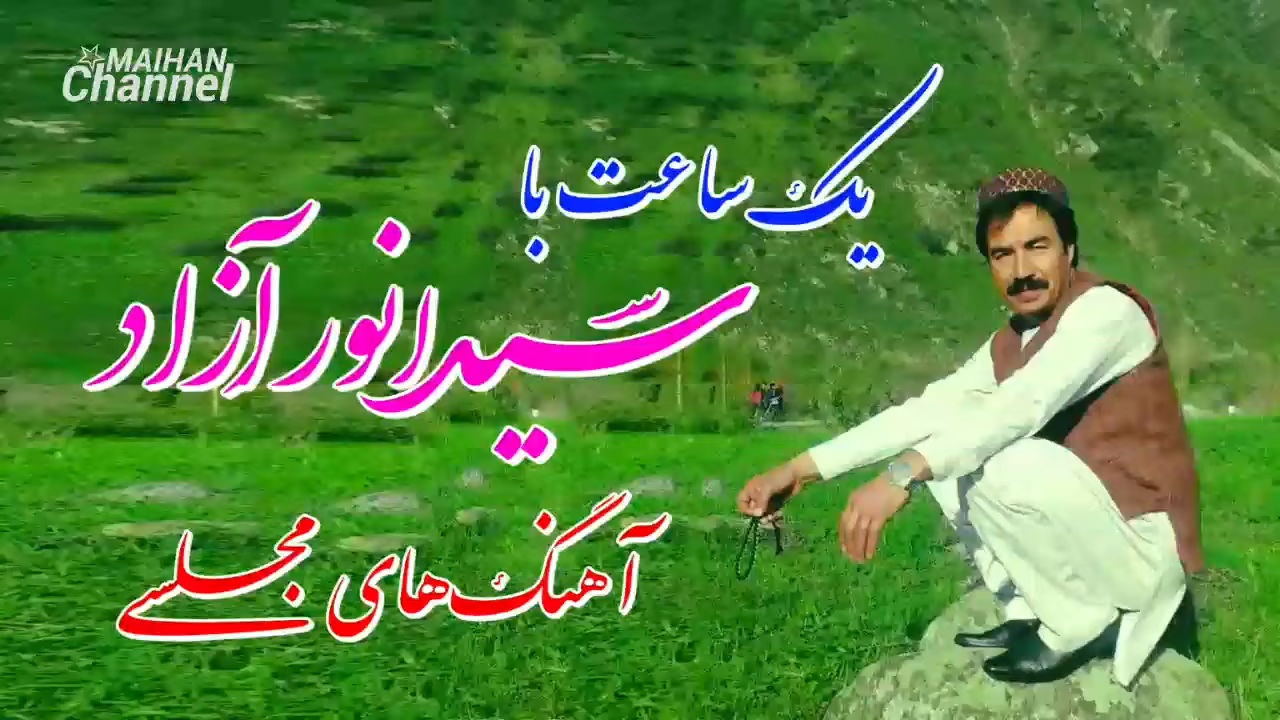 MAIHAN
Channel
یک ساعت با
سید انور آزاد
آهنگ های مجلسی